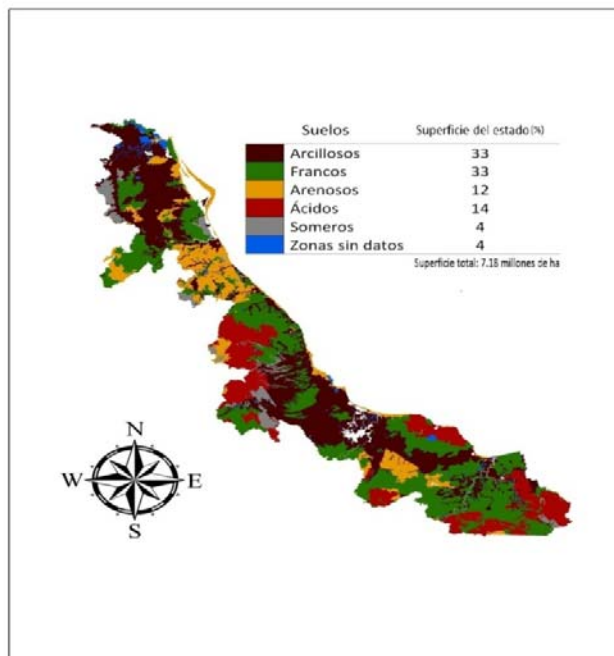 Suelos Superficie del estado (%)
Arcillosos 33
Francos 33
Arenosos 12
Ácidos 14
Someros 4
Zonas sin datos 4
Superficie total: 7.18 millones de ha
N
W E
S